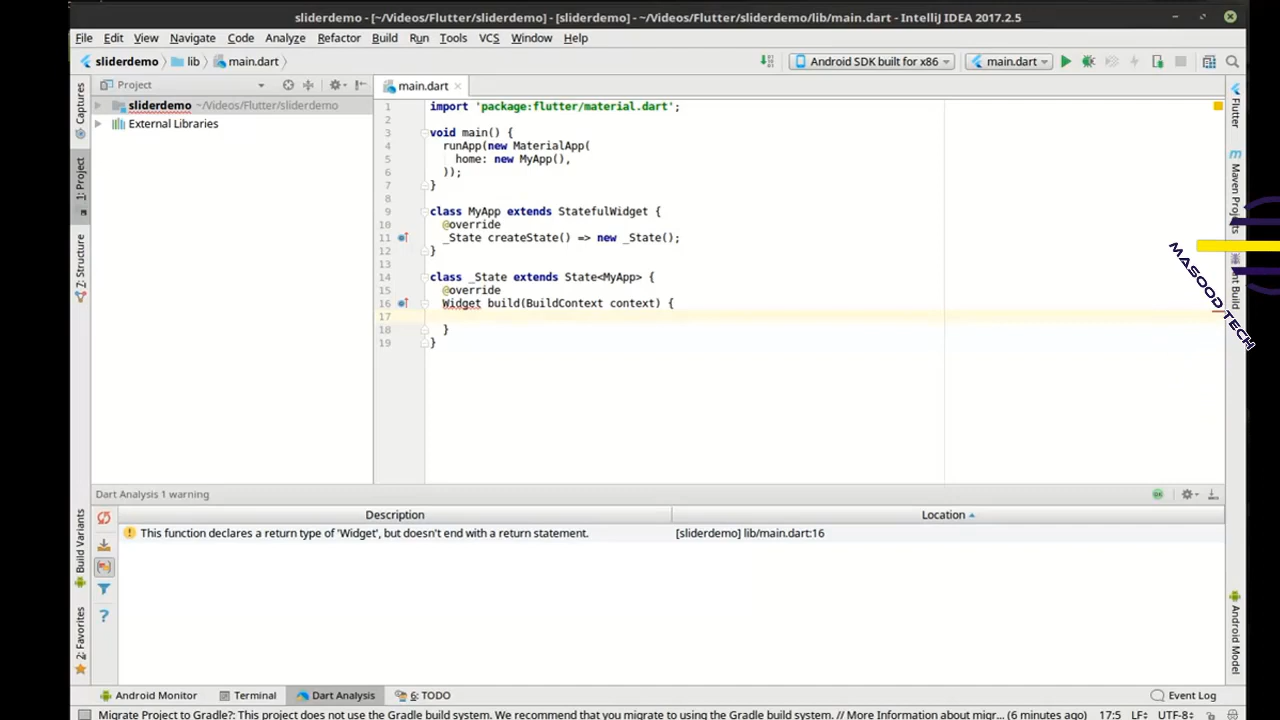 sliderdemo - [~/Videos/Flutter/sliderdemo] - [sliderdemo] - ~/Videos/Flutter/sliderdemo/lib/main.dart - IntelliJ IDEA 2017.2.5
File Edit View Navigate Code Analyze Refactor Build Run Tools VCS Window Help
sliderdemo lib main.dart Android SDK built for x86 main.dart
Project main.dart
sliderdemo ~/Videos/Flutter/sliderdemo
External Libraries
1 import 'package:flutter/material.dart';
2
3 void main() {
4 runApp(new MaterialApp(
5 home: new MyApp(),
6 ));
7 }
8
9 class MyApp extends StatefulWidget {
10 @override
11 _State createState() => new _State();
12 }
13
14 class _State extends State<MyApp> {
15 @override
16 Widget build(BuildContext context) {
17
18 }
19 }
Captures
1: Project
7: Structure
Build Variants
2: Favorites
Flutter
Maven Projects
nt Build
Android Model
MASOOD TECH
Dart Analysis 1 warning
Description Location
This function declares a return type of 'Widget', but doesn't end with a return statement. [sliderdemo] lib/main.dart:16
Android Monitor Terminal Dart Analysis 6: TODO Event Log
Migrate Project to Gradle?: This project does not use the Gradle build system. We recommend that you migrate to using the Gradle build system. // More Information about migr... (6 minutes ago) 17:5 LF÷ UTF-8÷